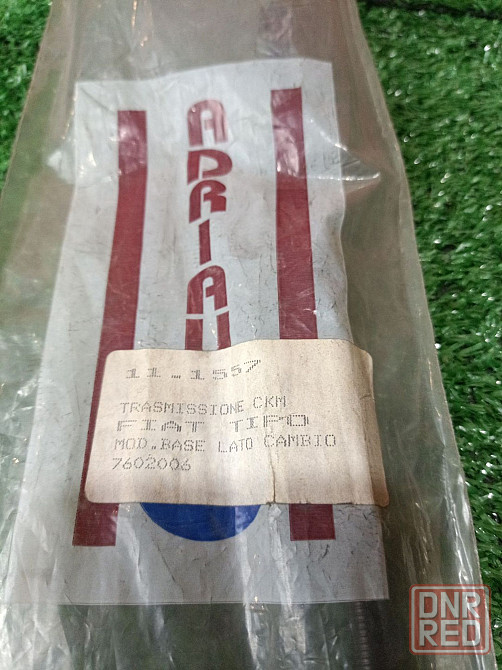 ADRIA
11-1557
TRASMISSIONE CKM
FIAT TIPO
MOD.BASE LATO CAMBIO
7602006
DNR
RED